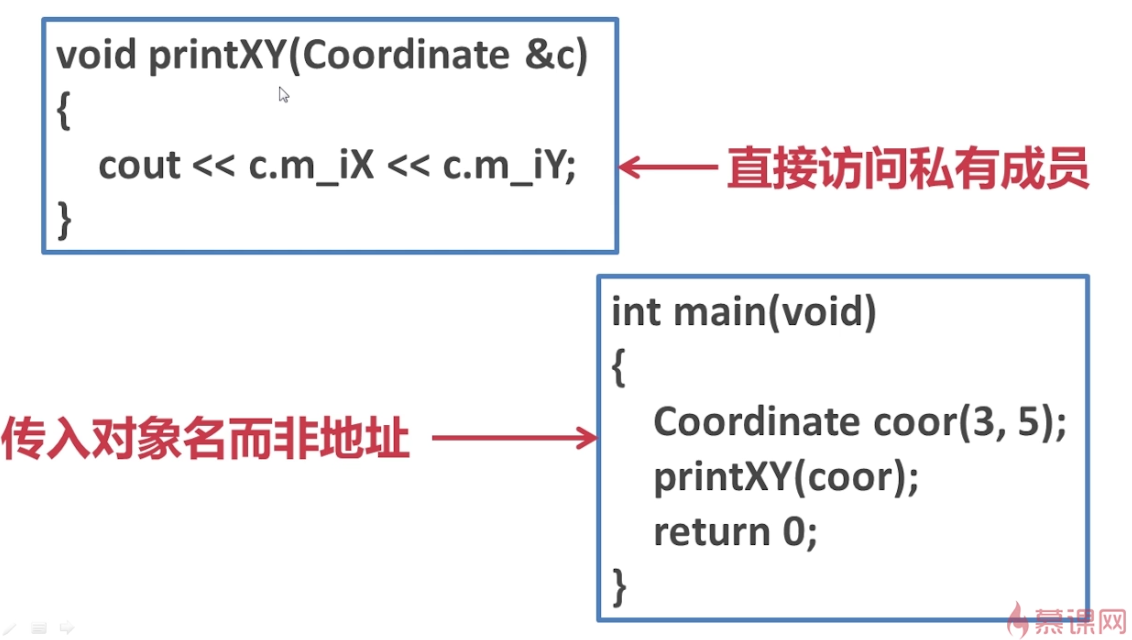 void printXY(Coordinate &c)
{
cout << c.m_iX << c.m_iY;
}
直接访问私有成员
int main(void)
{
Coordinate coor(3, 5);
printXY(coor);
return 0;
}
传入对象名而非地址
慕课网